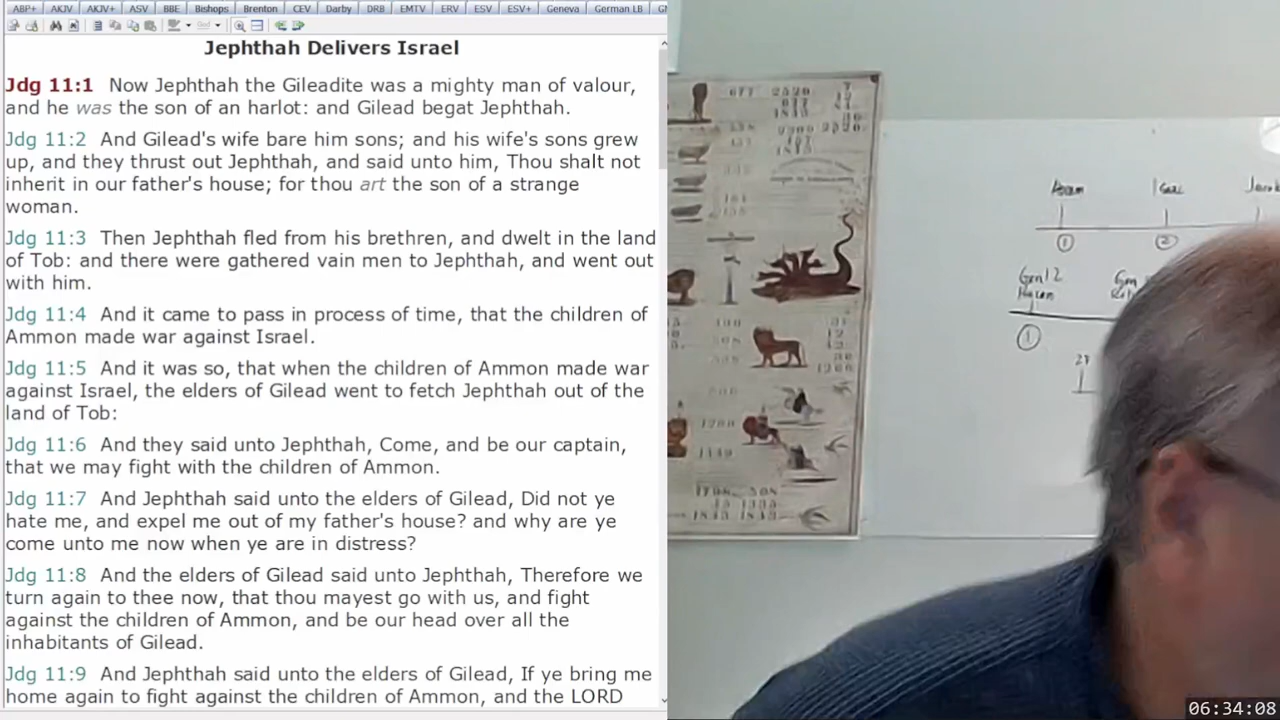 ABP+ AKJV AKJV+ ASV BBE Bishops Brenton CEV Darby DRB EMTV ERV ESV ESV+ Geneva German LB
Jephthah Delivers Israel
Jdg 11:1 Now Jephthah the Gileadite was a mighty man of valour,
and he was the son of an harlot: and Gilead begat Jephthah.
Jdg 11:2 And Gilead's wife bare him sons; and his wife's sons grew
up, and they thrust out Jephthah, and said unto him, Thou shalt not
inherit in our father's house; for thou art the son of a strange
woman.
Jdg 11:3 Then Jephthah fled from his brethren, and dwelt in the land
of Tob: and there were gathered vain men to Jephthah, and went out
with him.
Jdg 11:4 And it came to pass in process of time, that the children of
Ammon made war against Israel.
Jdg 11:5 And it was so, that when the children of Ammon made war
against Israel, the elders of Gilead went to fetch Jephthah out of the
land of Tob:
Jdg 11:6 And they said unto Jephthah, Come, and be our captain,
that we may fight with the children of Ammon.
Jdg 11:7 And Jephthah said unto the elders of Gilead, Did not ye
hate me, and expel me out of my father's house? and why are ye
come unto me now when ye are in distress?
Jdg 11:8 And the elders of Gilead said unto Jephthah, Therefore we
turn again to thee now, that thou mayest go with us, and fight
against the children of Ammon, and be our head over all the
inhabitants of Gilead.
Jdg 11:9 And Jephthah said unto the elders of Gilead, If ye bring me
home again to fight against the children of Ammon, and the LORD
677 2520
1 2
Gen 12
1
27
06:34:08